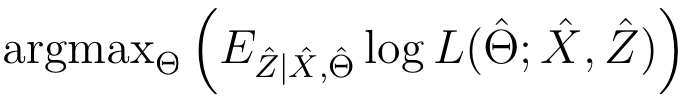 argmax_Θ ( E_{Ẑ|X̂,Θ̂} log L(Θ̂; X̂, Ẑ) )